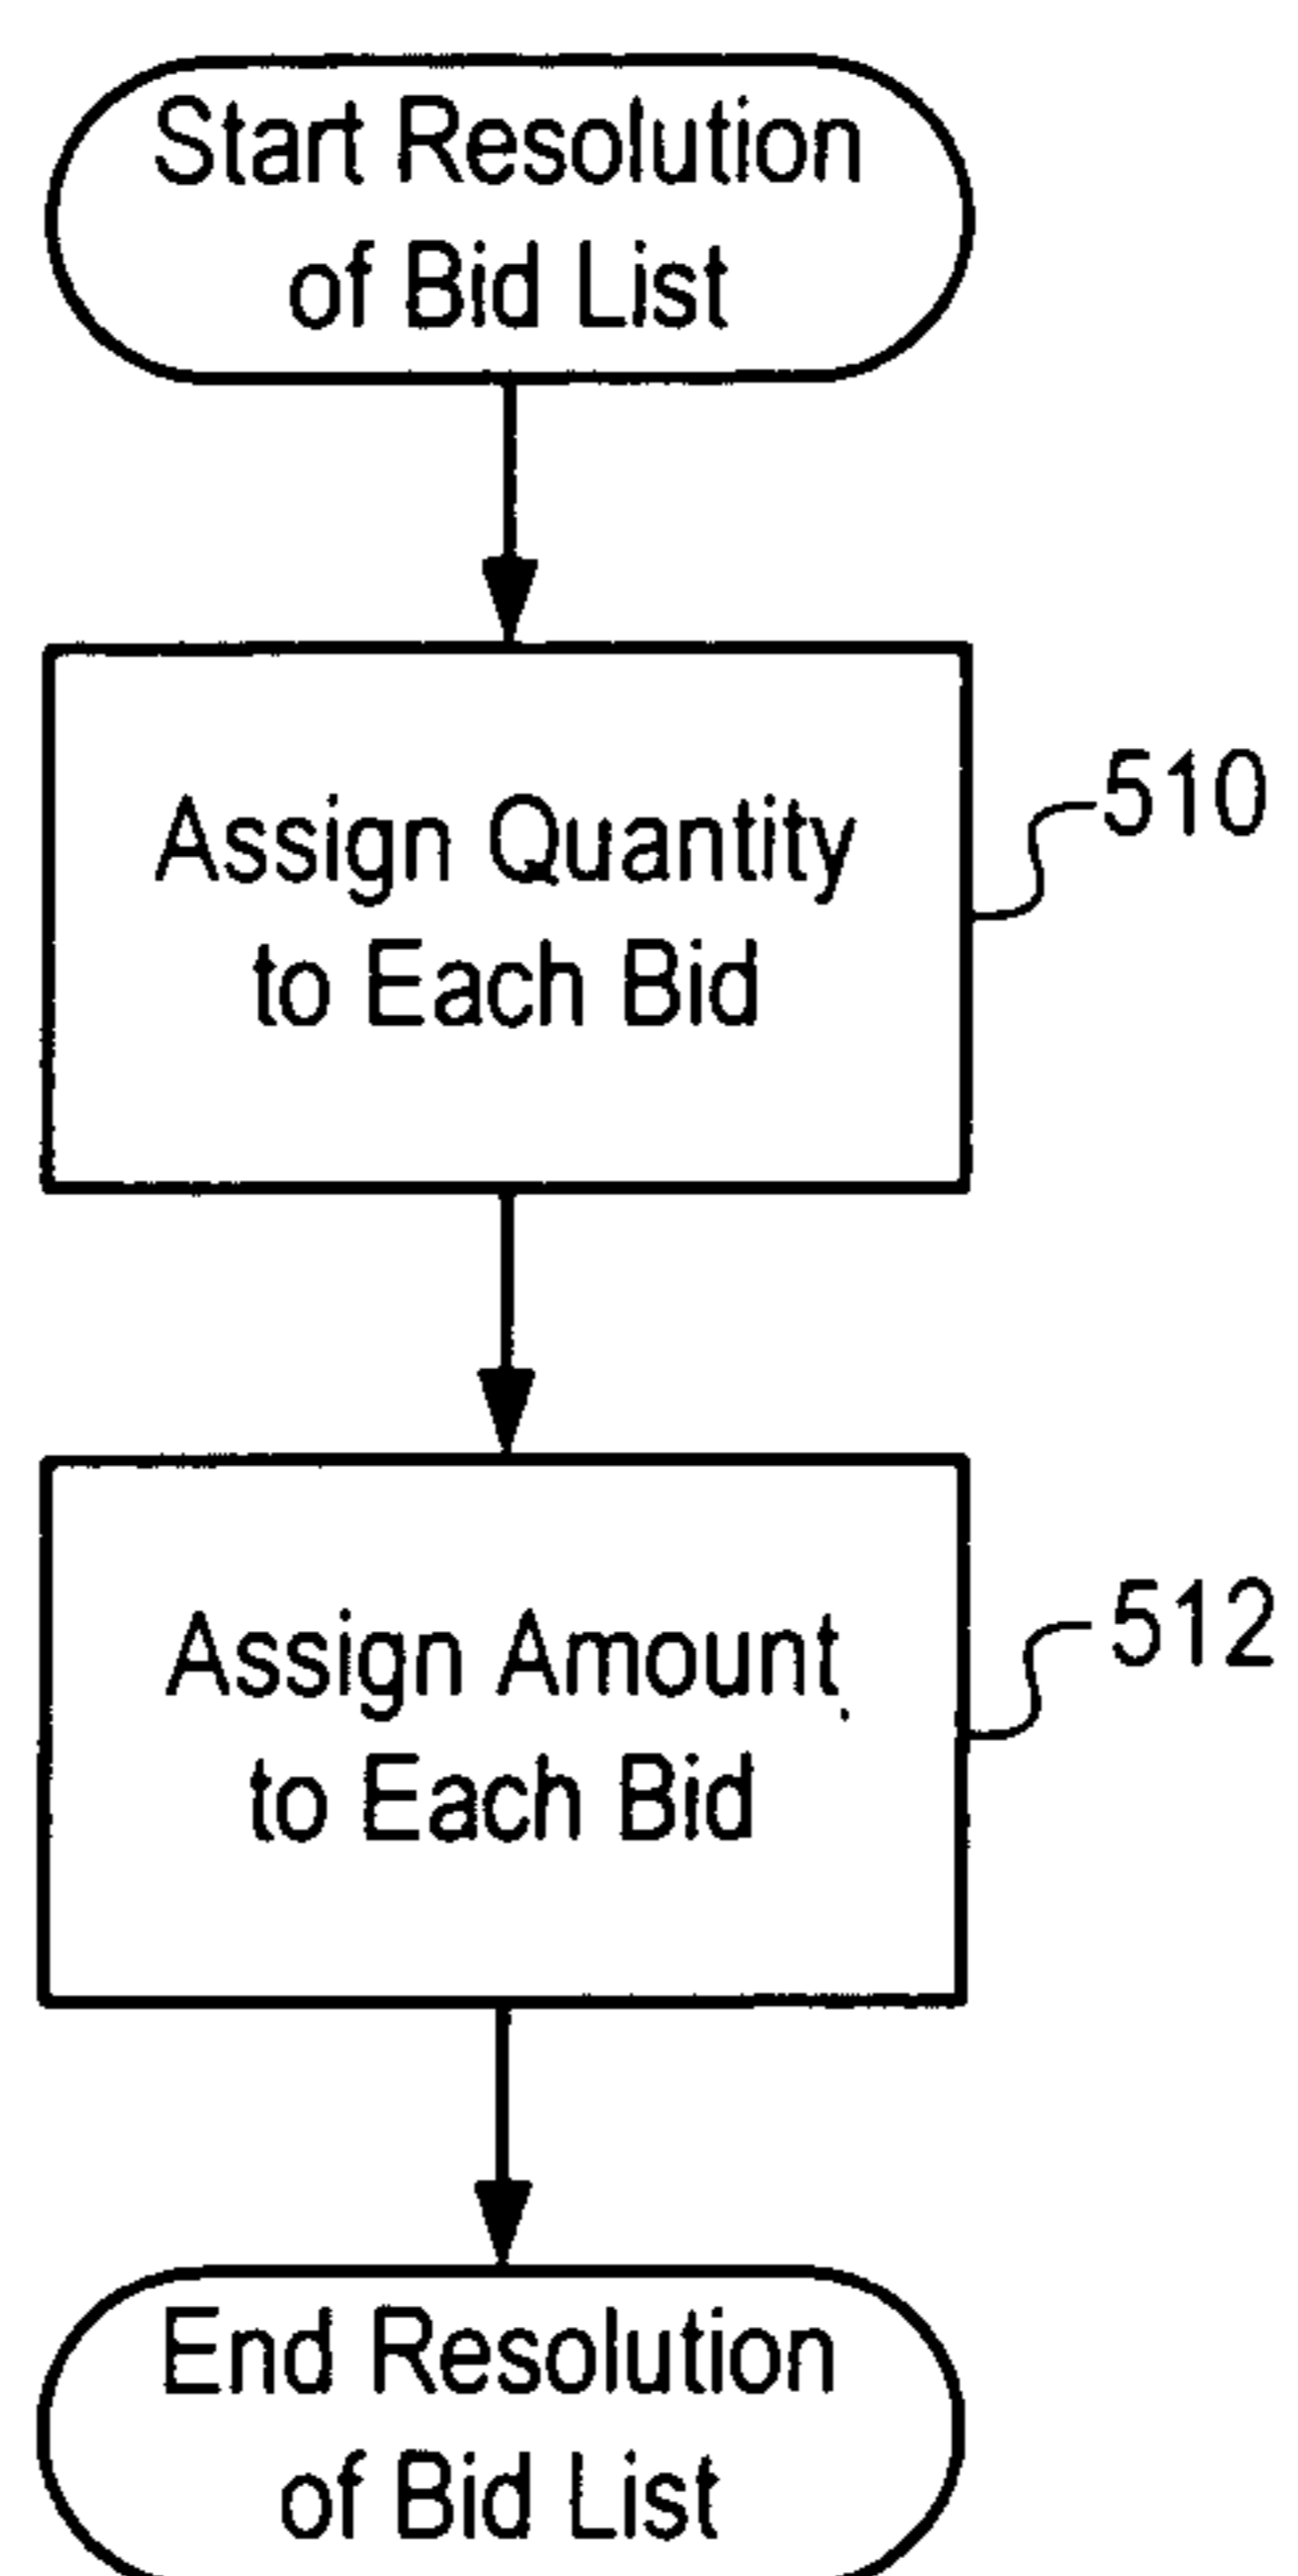 Start Resolution
of Bid List
Assign Quantity
to Each Bid
510
Assign Amount
to Each Bid
512
End Resolution
of Bid List